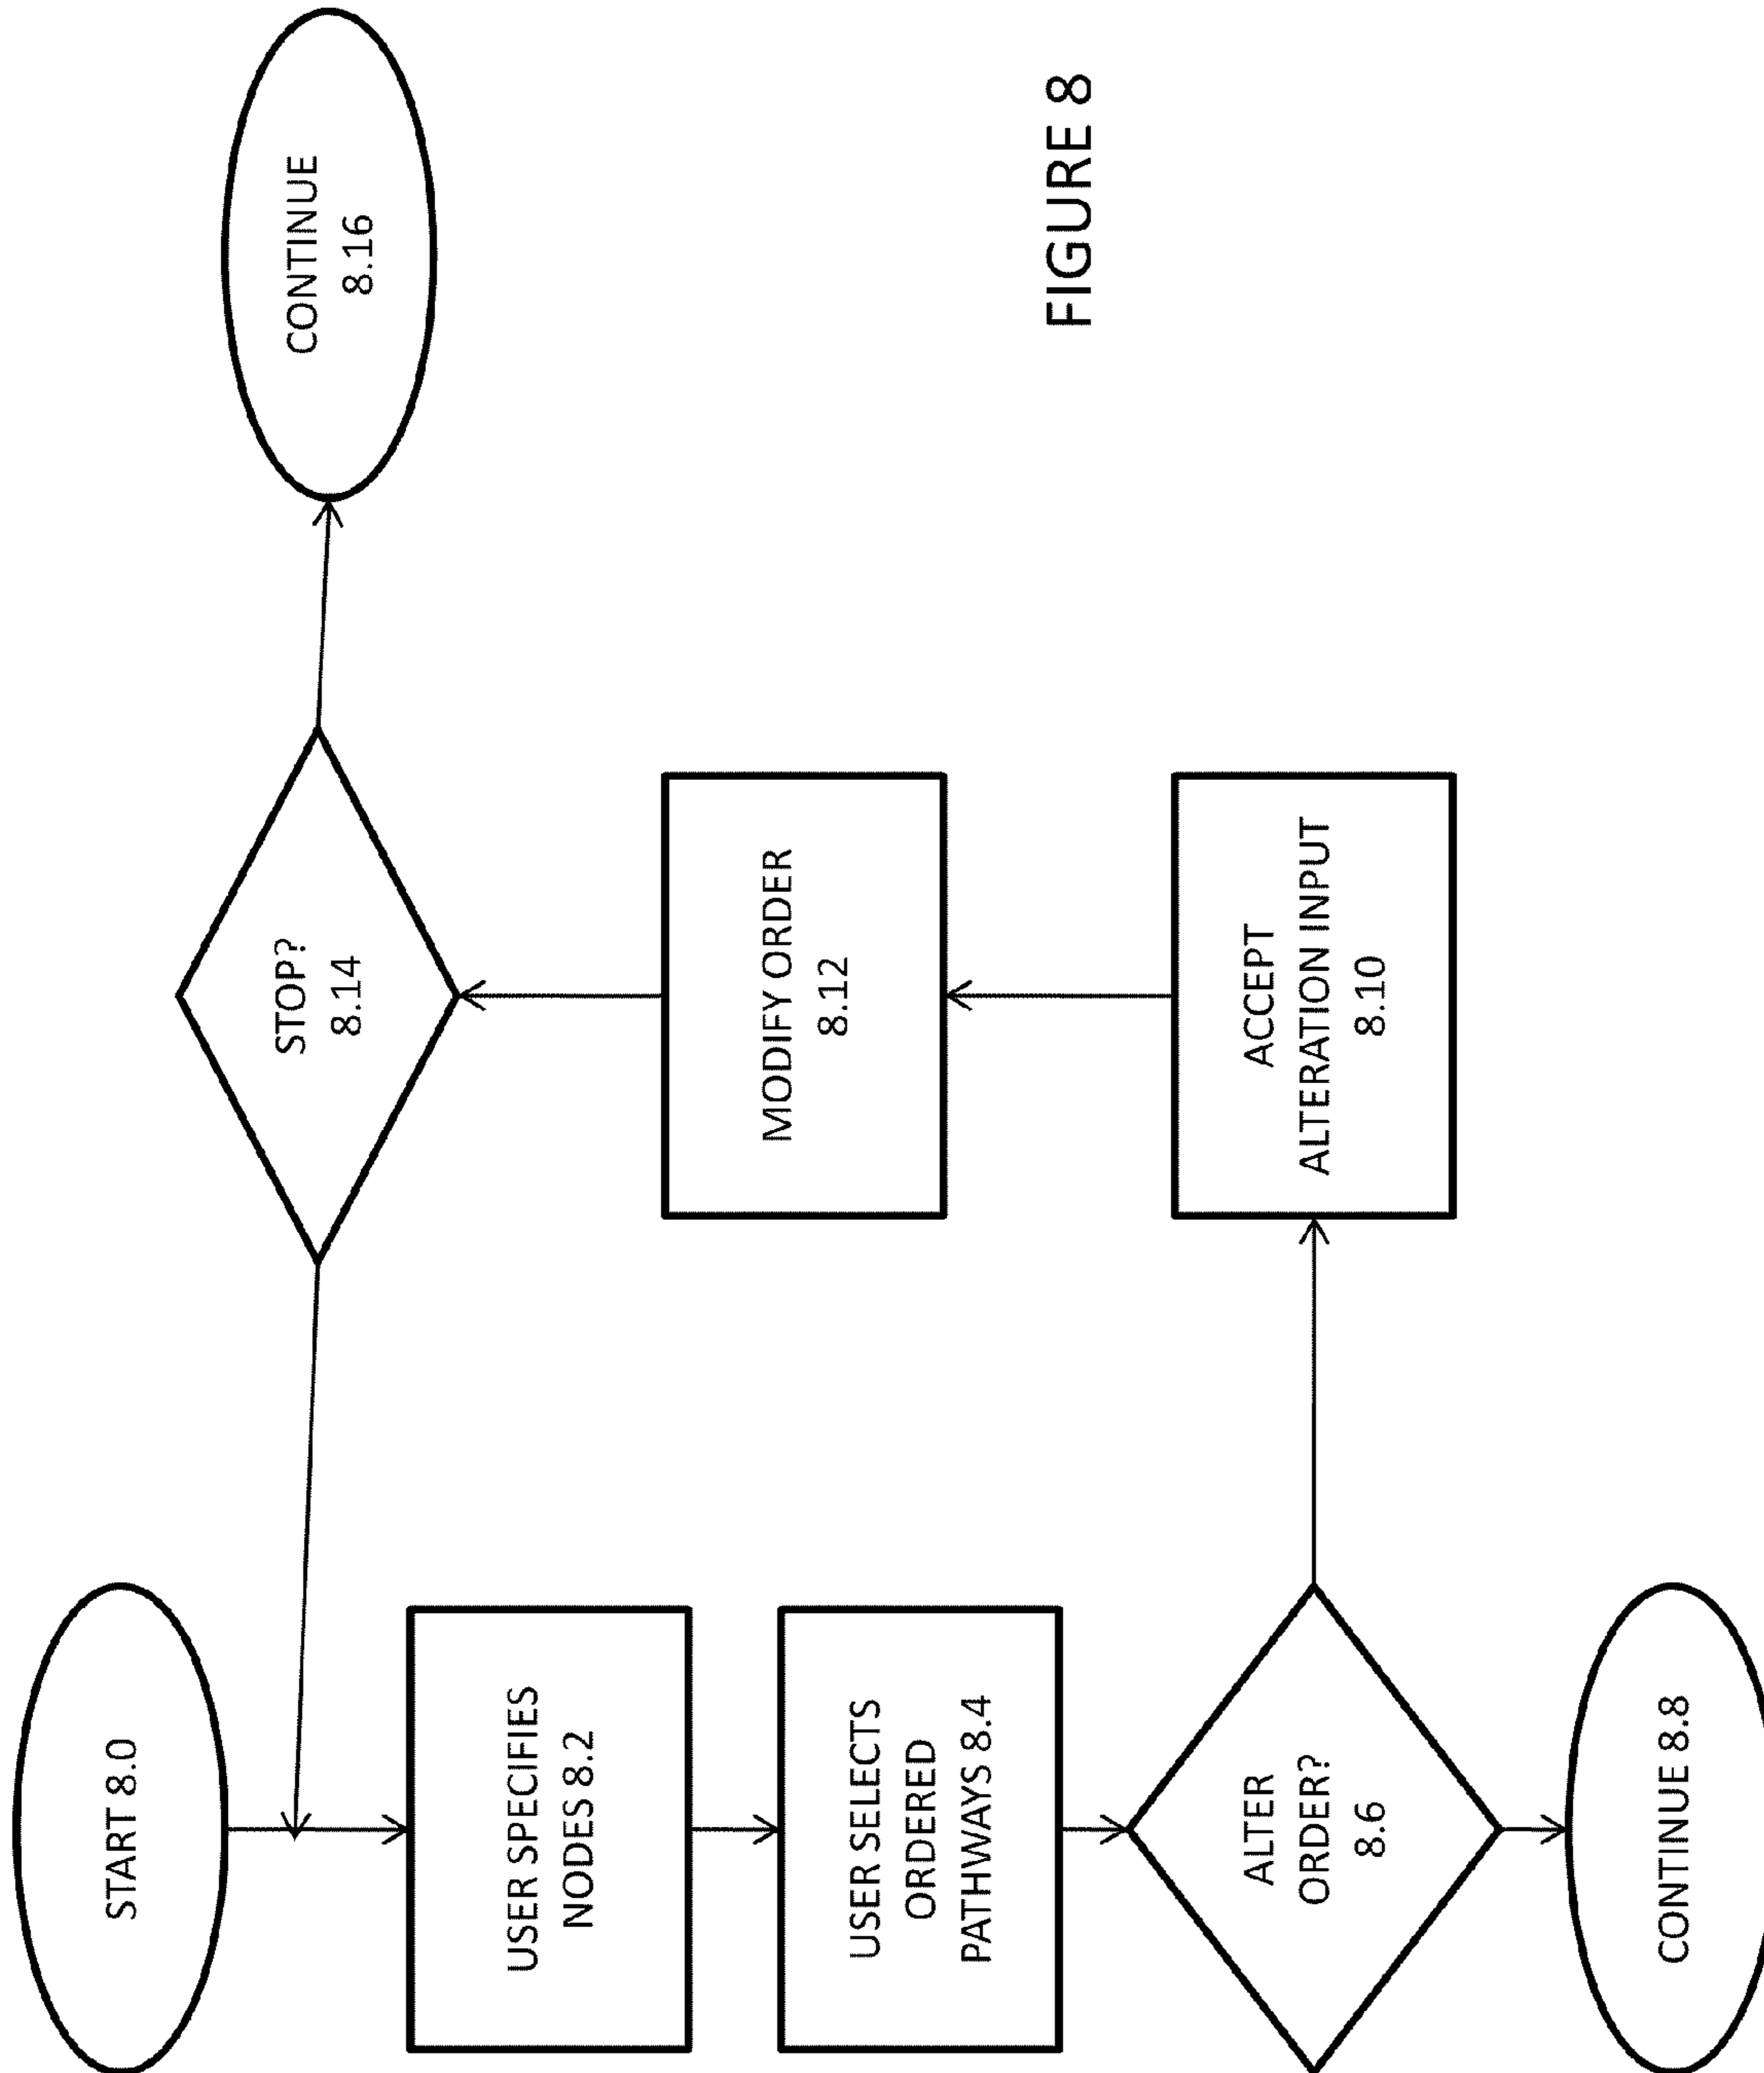 START 8.0
USER SPECIFIES
NODES 8.2
USER SELECTS
ORDERED
PATHWAYS 8.4
ALTER
ORDER?
8.6
CONTINUE 8.8
ACCEPT
ALTERATION INPUT
8.10
MODIFY ORDER
8.12
STOP?
8.14
CONTINUE
8.16
FIGURE 8